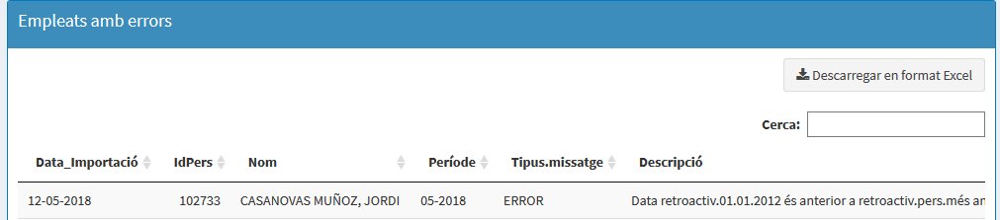 Empleats amb errors
Descarregar en format Excel
Cerca:
Data_Importació IdPers Nom Període Tipus.missatge Descripció
12-05-2018 102733 CASANOVAS MUÑOZ, JORDI 05-2018 ERROR Data retroactiv.01.01.2012 és anterior a retroactiv.pers.més an